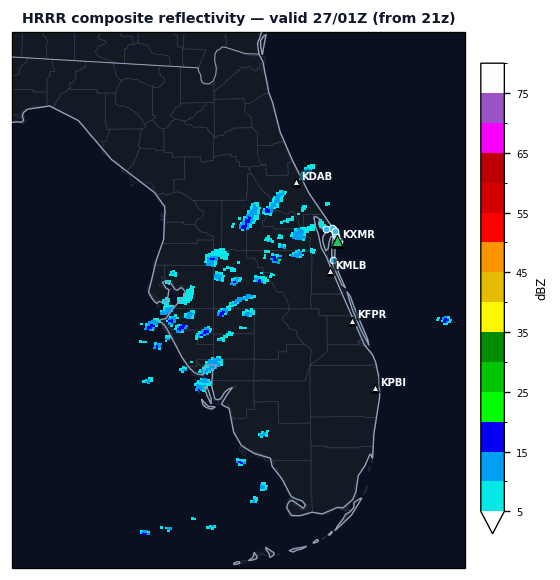 HRRR composite reflectivity — valid 27/01Z (from 21z)
KDAB
KXMR
KMLB
KFPR
KPBI
75
65
55
45
35
25
15
5
dBZ